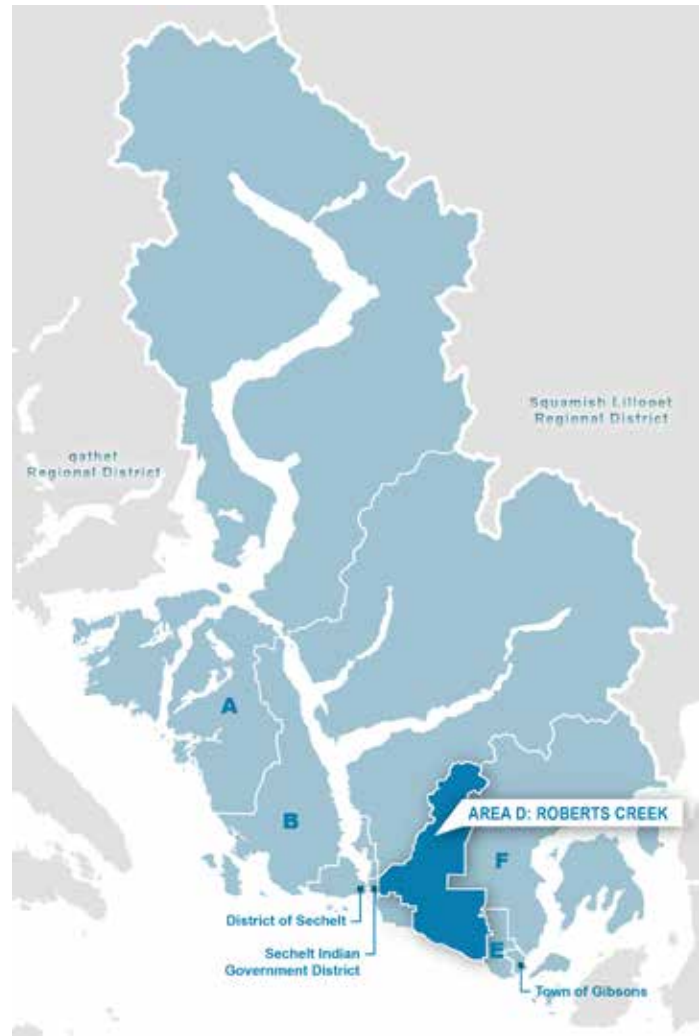 Squamish Lillooet
Regional District
qathet
Regional District
A
B
AREA D: ROBERTS CREEK
F
District of Sechelt
Sechelt Indian
Government District
E
Town of Gibsons